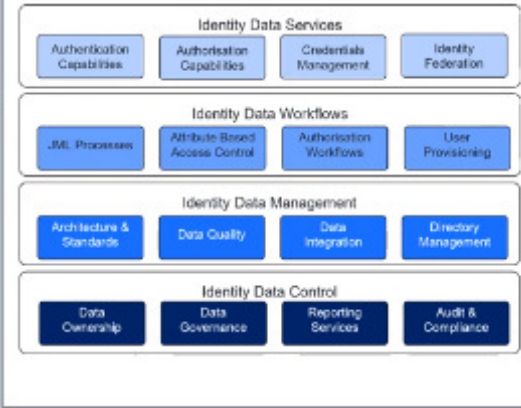 Identity Data Services
Authentication Authorisation Credentials Identity
Capabilities Capabilities Management Federation
Identity Data Workflows
JML Processes Attribute Based Authorisation User
Access Control Workflows Provisioning
Identity Data Management
Architecture & Data Quality Data Directory
Standards Integration Management
Identity Data Control
Data Data Reporting Audit &
Ownership Governance Services Compliance